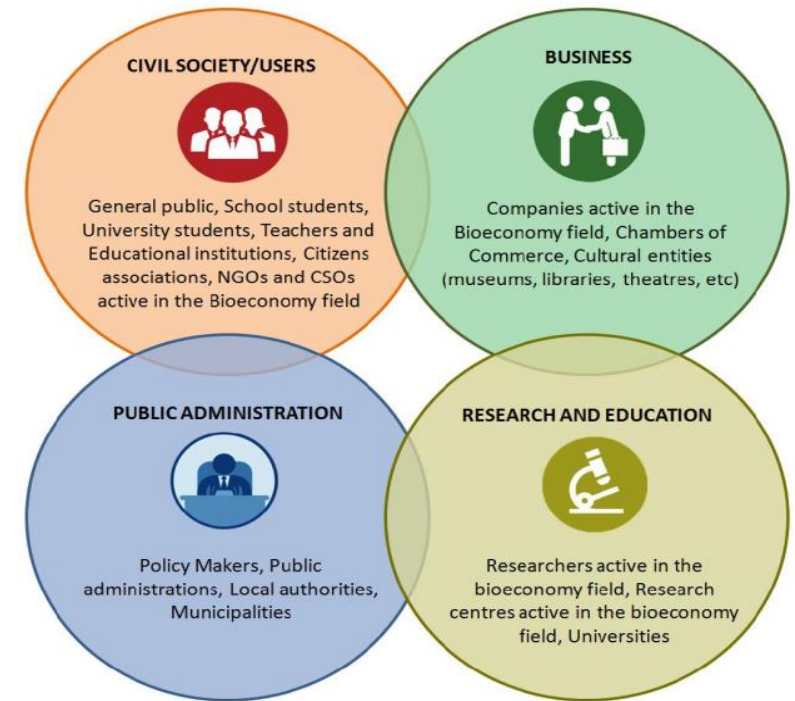 CIVIL SOCIETY/USERS
General public, School students,
University students, Teachers and
Educational institutions, Citizens
associations, NGOs and CSOs
active in the Bioeconomy field
BUSINESS
Companies active in the
Bioeconomy field, Chambers of
Commerce, Cultural entities
(museums, libraries, theatres, etc)
PUBLIC ADMINISTRATION
Policy Makers, Public
administrations, Local authorities,
Municipalities
RESEARCH AND EDUCATION
Researchers active in the
bioeconomy field, Research
centres active in the bioeconomy
field, Universities